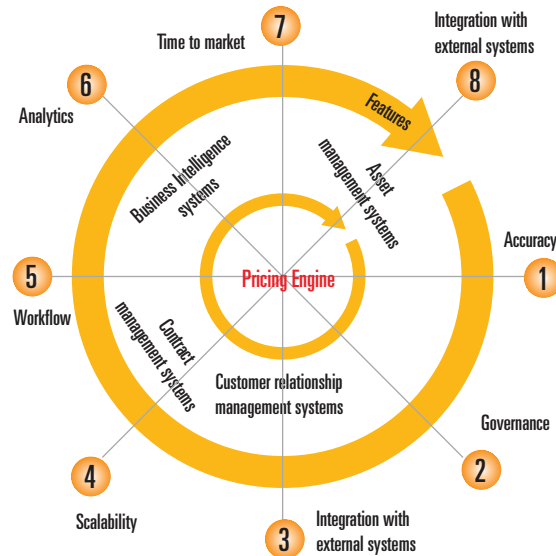 7
Time to market
Integration with
external systems
8
6
Analytics
Features
Business Intelligence
systems
Asset
management systems
Accuracy
1
Pricing Engine
5
Workflow
Contract
management systems
Customer relationship
management systems
Governance
2
4
Scalability
3
Integration with
external systems